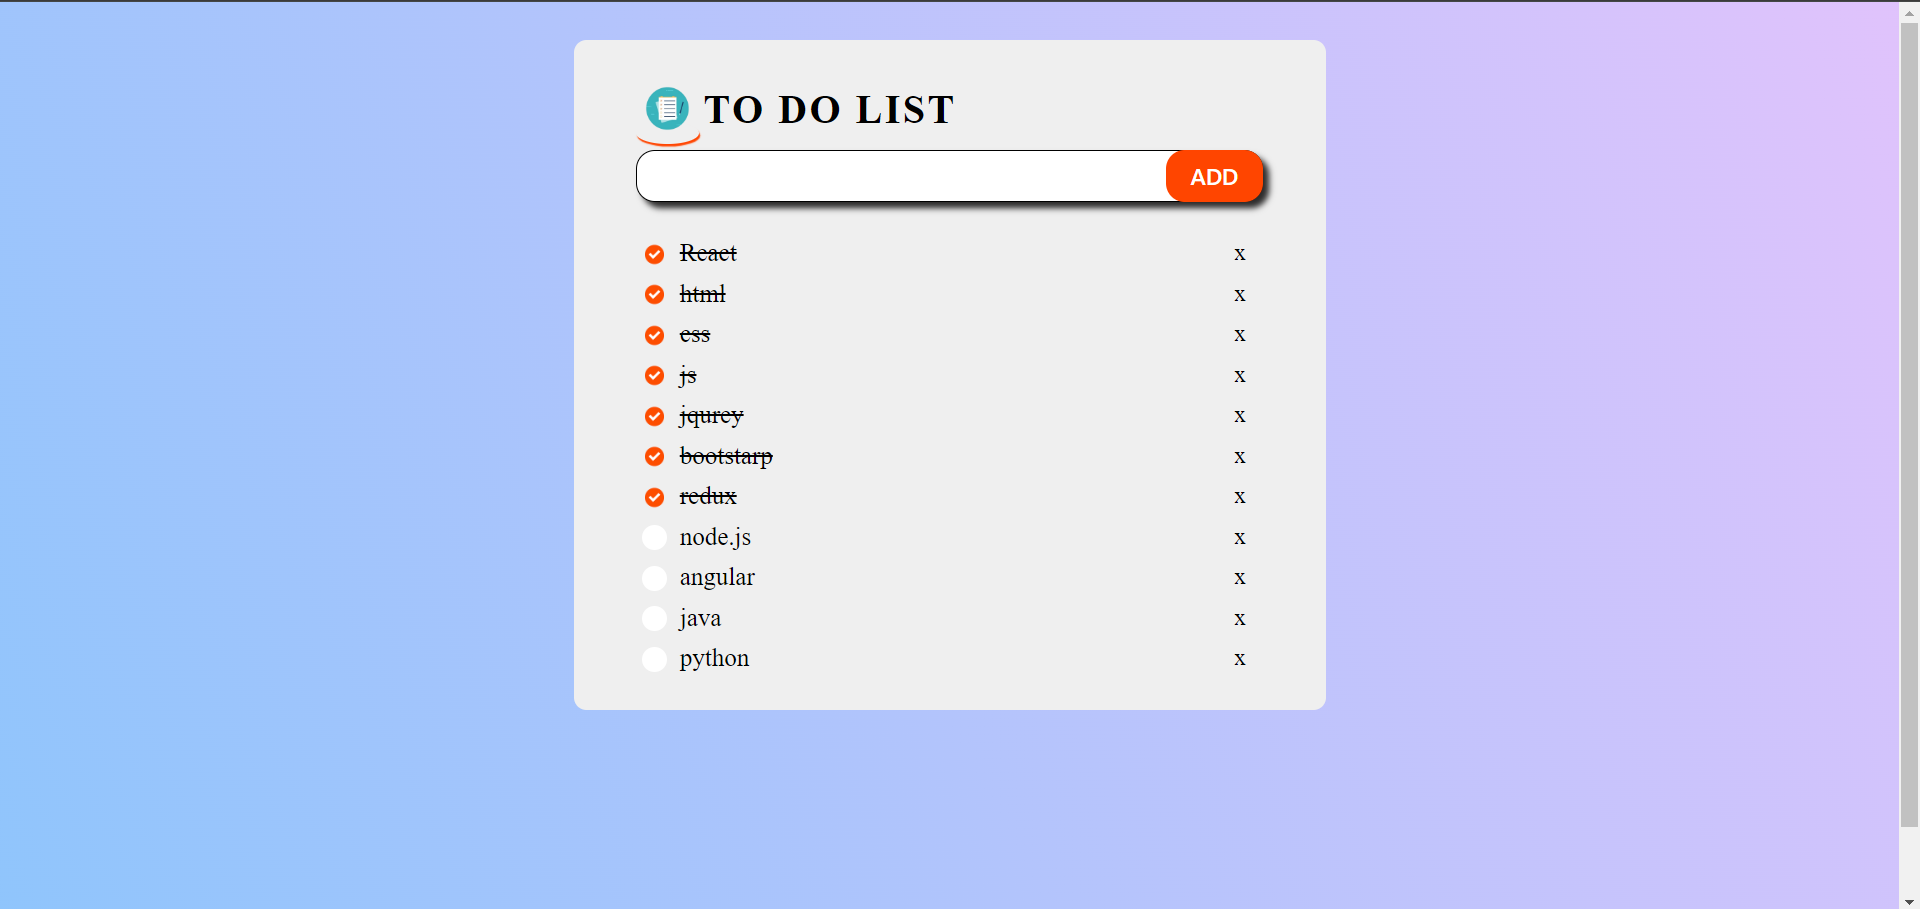 TO DO LIST
ADD
React x
html x
css x
js x
jqurey x
bootstarp x
redux x
node.js x
angular x
java x
python x